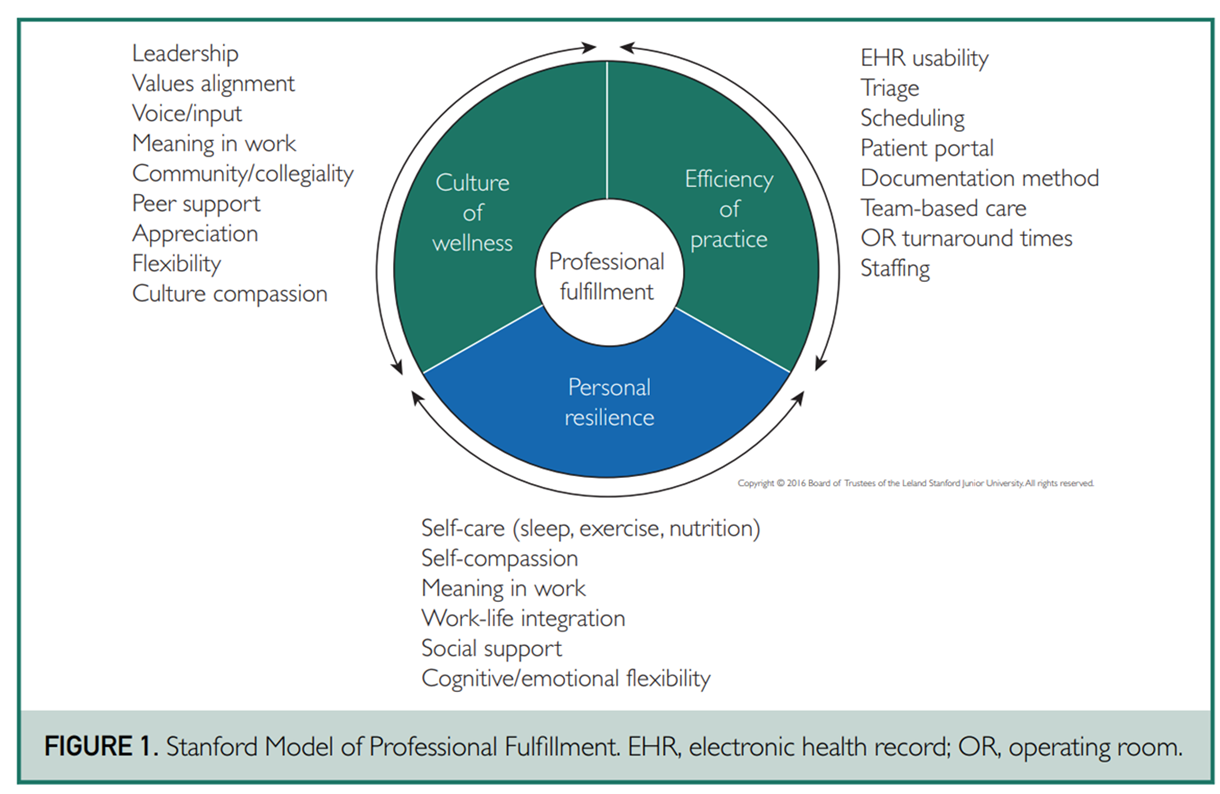 Leadership
Values alignment
Voice/input
Meaning in work
Community/collegiality
Peer support
Appreciation
Flexibility
Culture compassion
Culture
of
wellness
Efficiency
of
practice
Professional
fulfillment
Personal
resilience
EHR usability
Triage
Scheduling
Patient portal
Documentation method
Team-based care
OR turnaround times
Staffing
Copyright © 2016 Board of Trustees of the Leland Stanford Junior University. All rights reserved.
Self-care (sleep, exercise, nutrition)
Self-compassion
Meaning in work
Work-life integration
Social support
Cognitive/emotional flexibility
FIGURE 1. Stanford Model of Professional Fulfillment. EHR, electronic health record; OR, operating room.